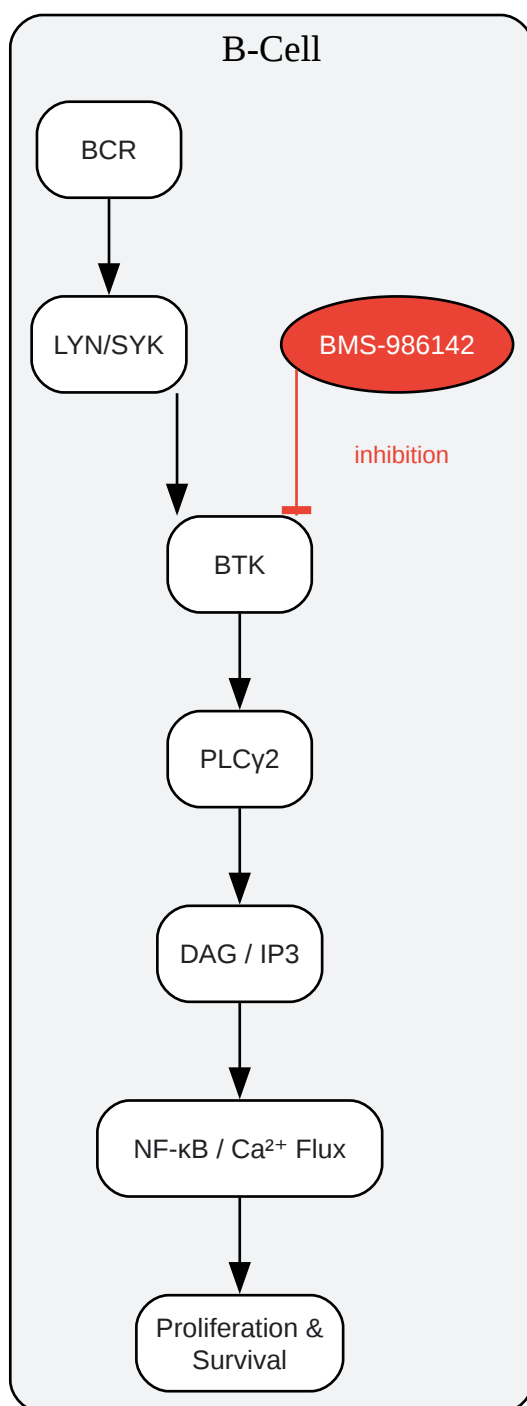 B-Cell
BCR
LYN/SYK
BMS-986142
inhibition
BTK
PLCγ2
DAG / IP3
NF-κB / Ca²⁺ Flux
Proliferation &
Survival